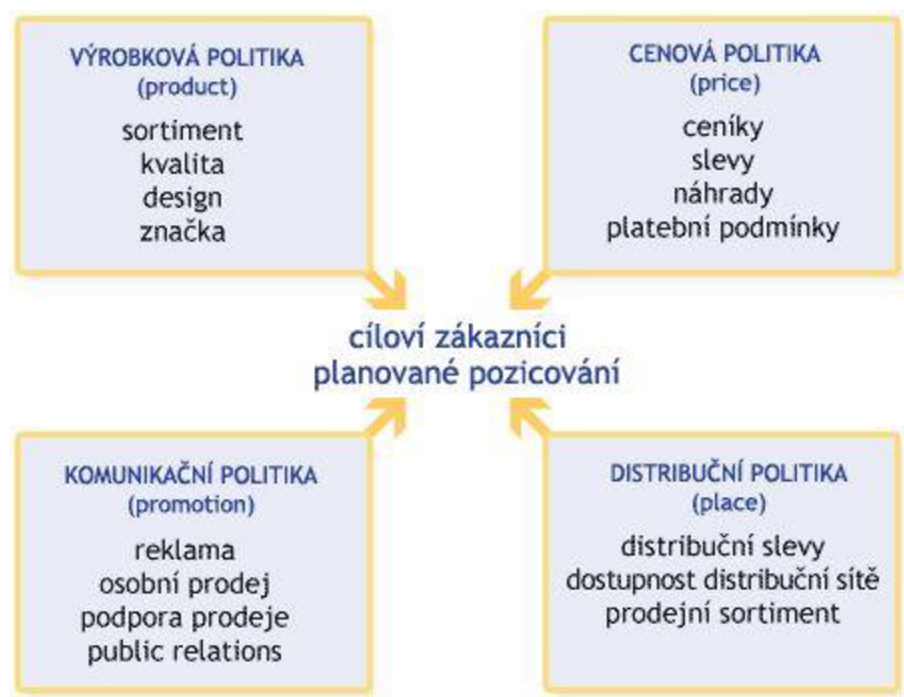 VÝROBKOVÁ POLITIKA
(product)
sortiment
kvalita
design
značka
CENOVÁ POLITIKA
(price)
ceníky
slevy
náhrady
platební podmínky
cíloví zákazníci
planované pozicování
KOMUNIKAČNÍ POLITIKA
(promotion)
reklama
osobní prodej
podpora prodeje
public relations
DISTRIBUČNÍ POLITIKA
(place)
distribuční slevy
dostupnost distribuční sítě
prodejní sortiment